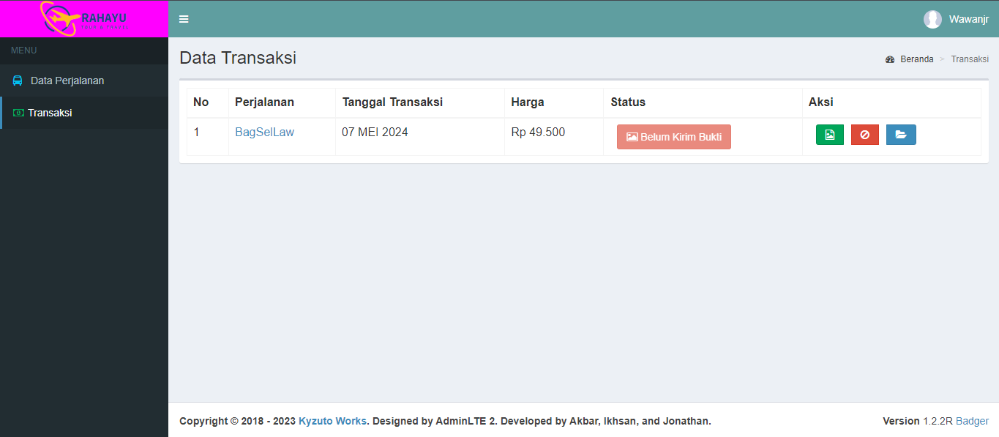 RAHAYU
TOUR & TRAVEL
Wawanjr
MENU
Data Perjalanan
Transaksi
Data Transaksi
Beranda > Transaksi
No Perjalanan Tanggal Transaksi Harga Status Aksi
1 BagSelLaw 07 MEI 2024 Rp 49.500 Belum Kirim Bukti
Copyright © 2018 - 2023 Kyzuto Works. Designed by AdminLTE 2. Developed by Akbar, Ikhsan, and Jonathan.
Version 1.2.2R Badger